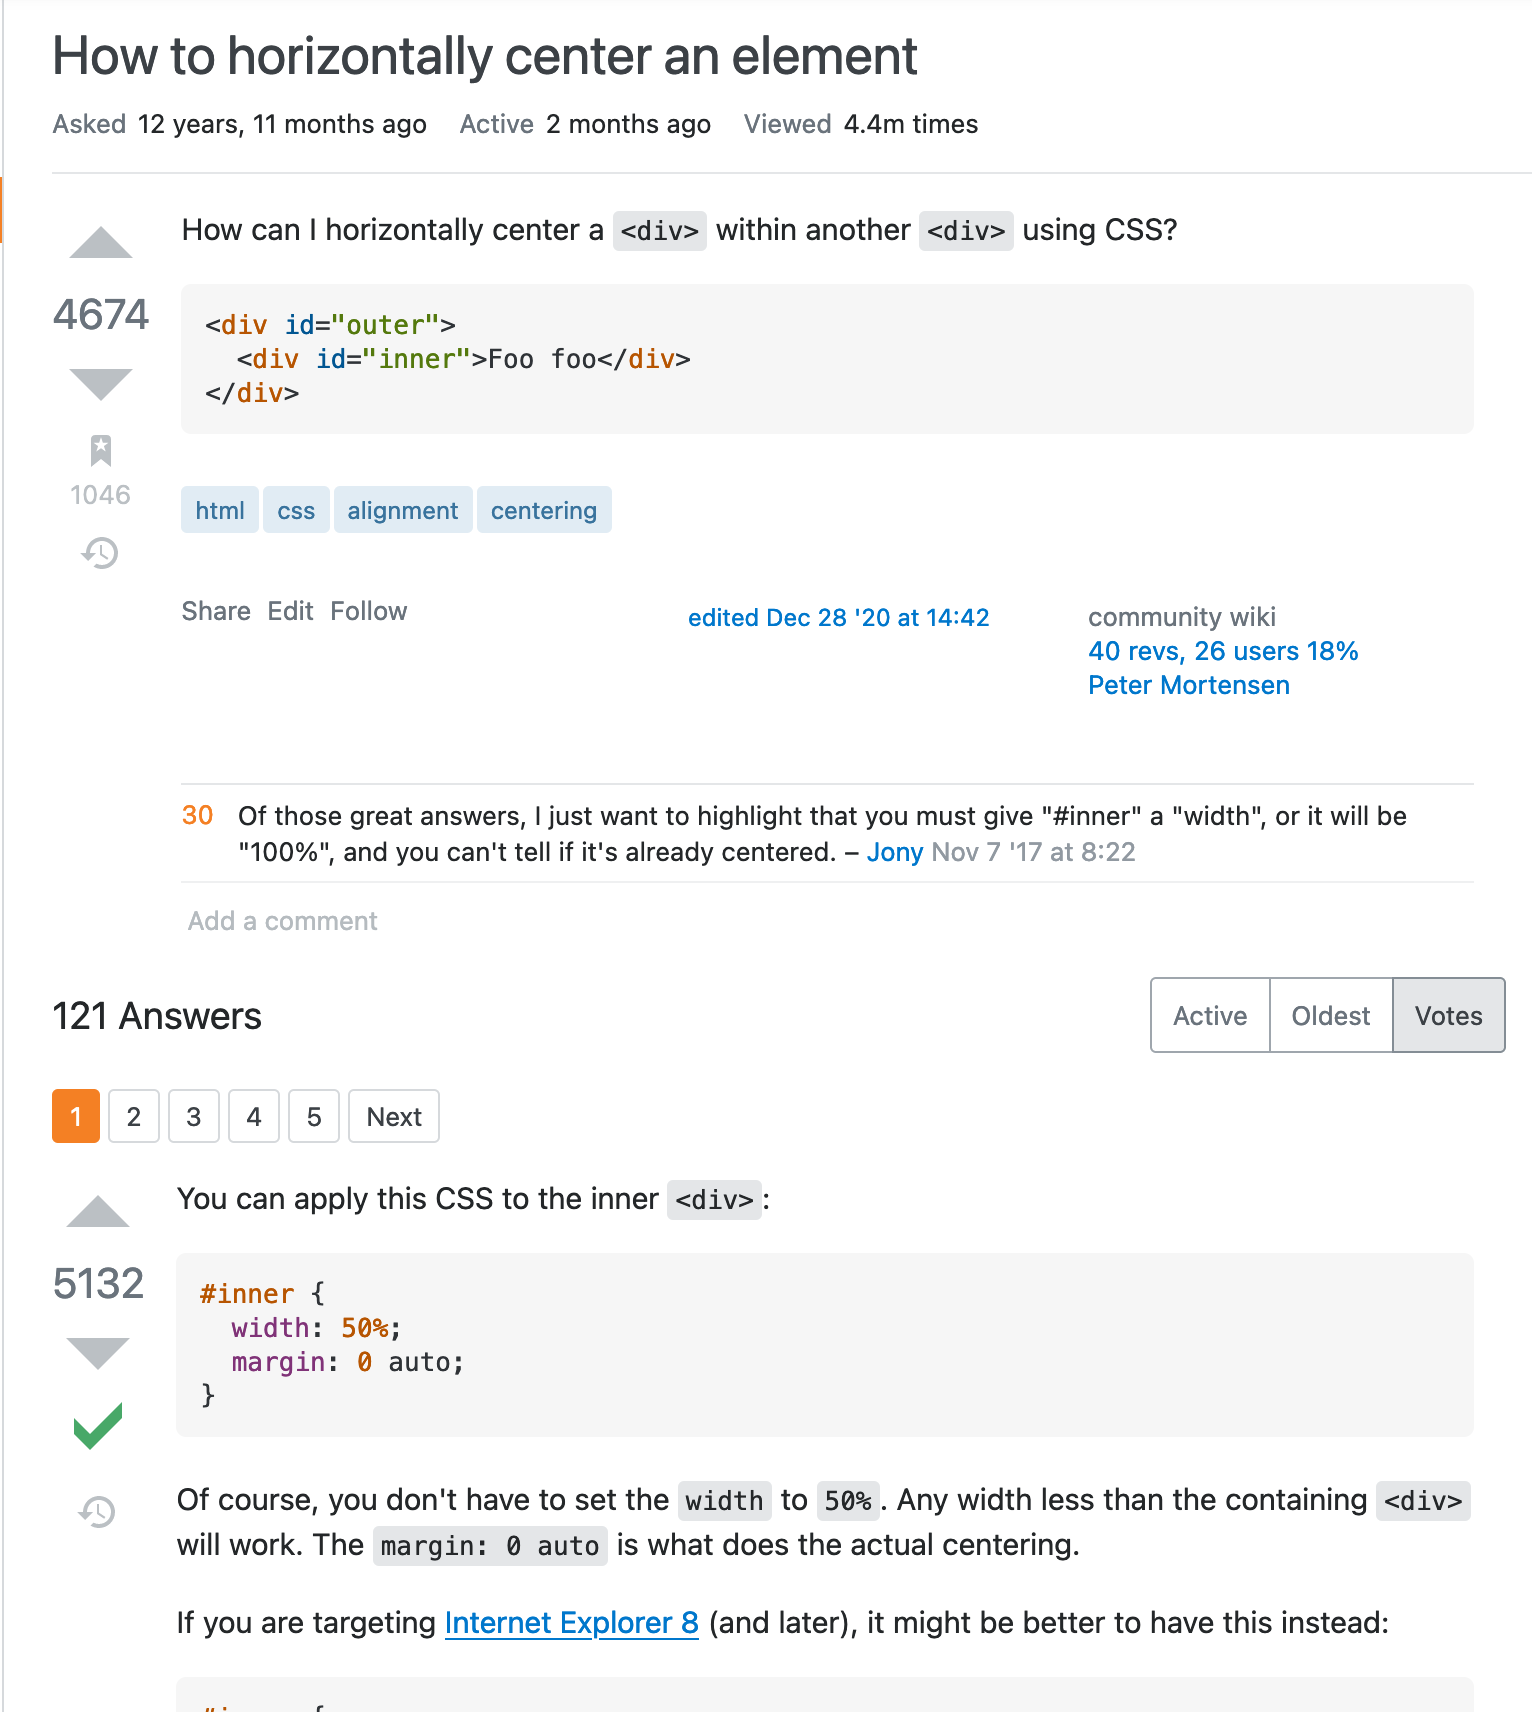 How to horizontally center an element
Asked 12 years, 11 months ago Active 2 months ago Viewed 4.4m times
How can I horizontally center a <div> within another <div> using CSS?
4674
<div id="outer">
  <div id="inner">Foo foo</div>
</div>
1046
html css alignment centering
Share Edit Follow
edited Dec 28 '20 at 14:42
community wiki
40 revs, 26 users 18%
Peter Mortensen
30 Of those great answers, I just want to highlight that you must give "#inner" a "width", or it will be
"100%", and you can't tell if it's already centered. – Jony Nov 7 '17 at 8:22
Add a comment
121 Answers
Active Oldest Votes
1 2 3 4 5 Next
You can apply this CSS to the inner <div>:
5132
#inner {
  width: 50%;
  margin: 0 auto;
}
Of course, you don't have to set the width to 50%. Any width less than the containing <div>
will work. The margin: 0 auto is what does the actual centering.
If you are targeting Internet Explorer 8 (and later), it might be better to have this instead: